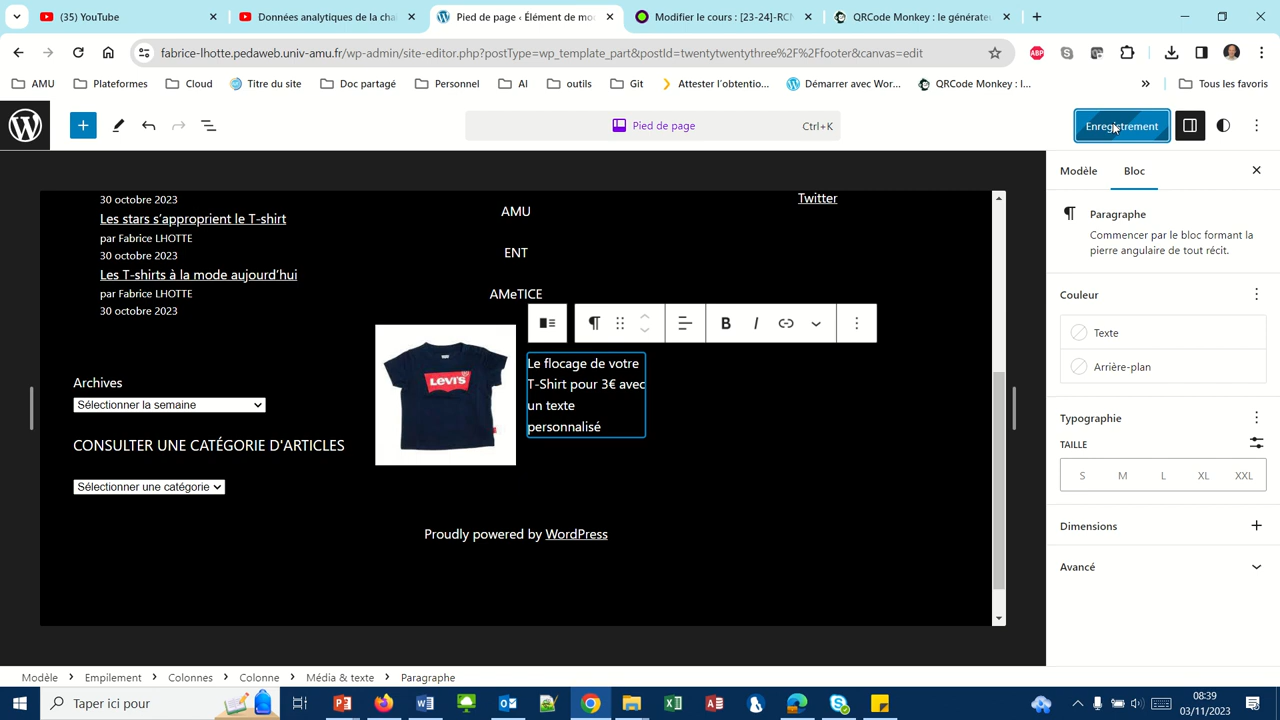 (35) YouTube
Données analytiques de la chaî
Pied de page ‹ Élément de mod
Modifier le cours : [23-24]-RCM
QRCode Monkey : le générateu
fabrice-lhotte.pedaweb.univ-amu.fr/wp-admin/site-editor.php?postType=wp_template_part&postId=twentytwentythree%2F%2Ffooter&canvas=edit
AMU
Plateformes
Cloud
Titre du site
Doc partagé
Personnel
AI
outils
Git
Attester l'obtentio...
Démarrer avec Wor...
QRCode Monkey : l...
»
Tous les favoris
Pied de page
Ctrl+K
Enregistrement
Modèle
Bloc
Paragraphe
Commencer par le bloc formant la
pierre angulaire de tout récit.
Couleur
Texte
Arrière-plan
Typographie
TAILLE
S M L XL XXL
Dimensions
Avancé
30 octobre 2023
Les stars s'approprient le T-shirt
par Fabrice LHOTTE
30 octobre 2023
Les T-shirts à la mode aujourd'hui
par Fabrice LHOTTE
30 octobre 2023
Archives
Sélectionner la semaine
CONSULTER UNE CATÉGORIE D'ARTICLES
Sélectionner une catégorie
AMU
ENT
AMeTICE
Twitter
B I
LEVI'S
Le flocage de votre
T-Shirt pour 3€ avec
un texte
personnalisé
Proudly powered by WordPress
Modèle > Empilement > Colonnes > Colonne > Média & texte > Paragraphe
Taper ici pour
08:39
03/11/2023